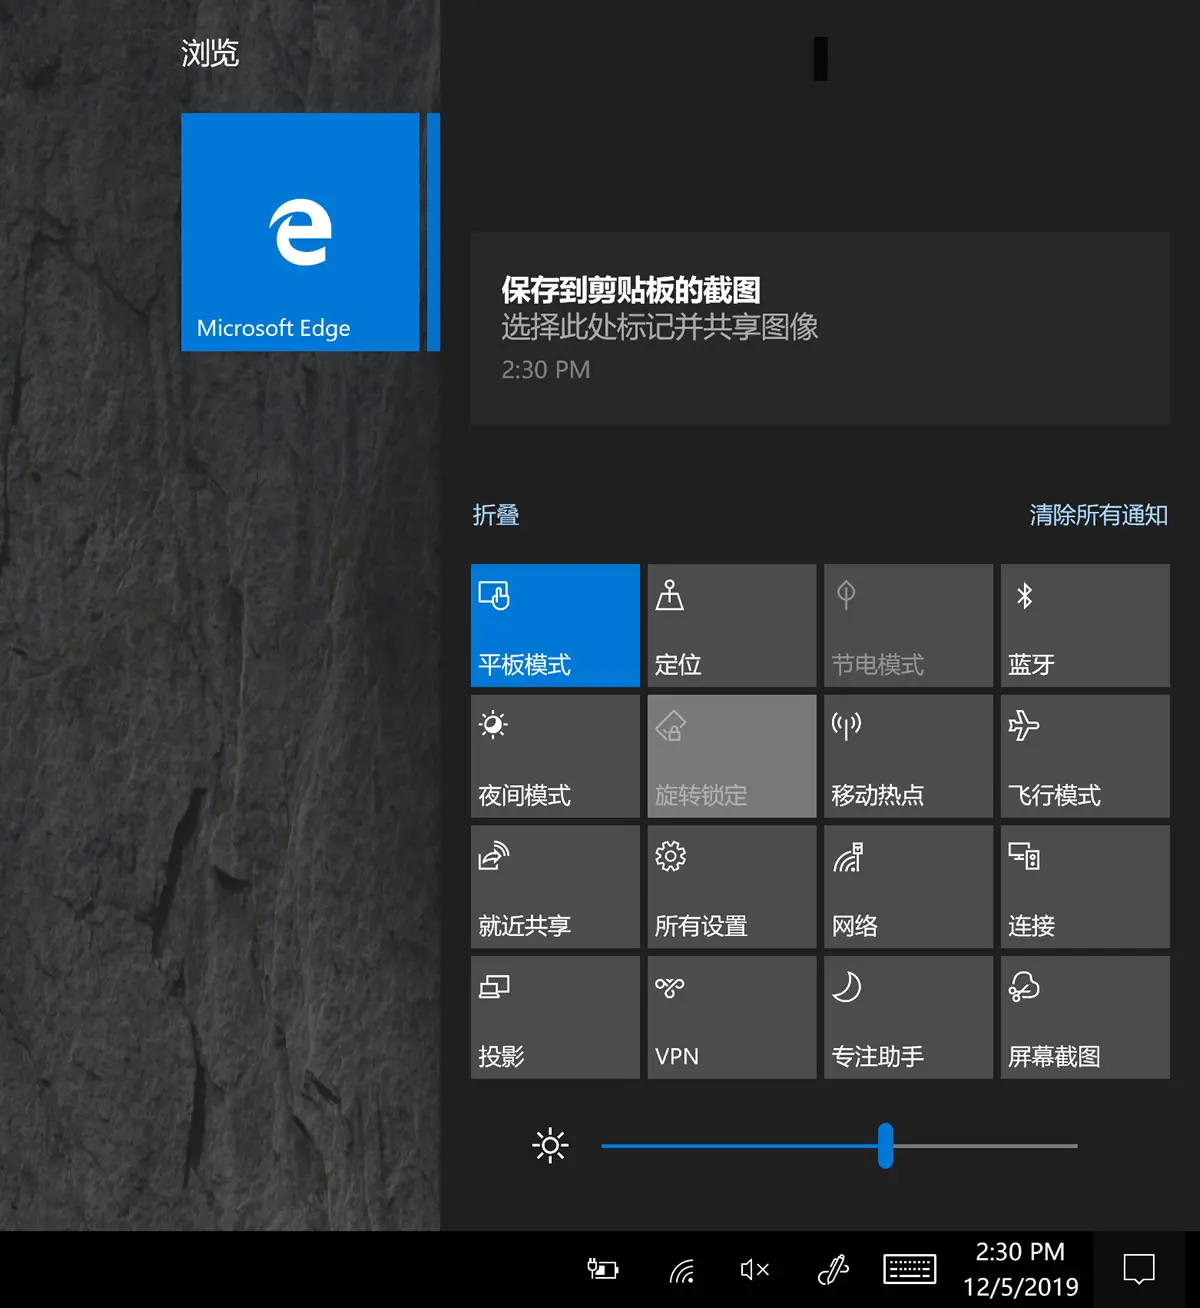 浏览
Microsoft Edge
保存到剪贴板的截图
选择此处标记并共享图像
2:30 PM
折叠
清除所有通知
平板模式
定位
节电模式
蓝牙
夜间模式
旋转锁定
移动热点
飞行模式
就近共享
所有设置
网络
连接
投影
VPN
专注助手
屏幕截图
2:30 PM
12/5/2019